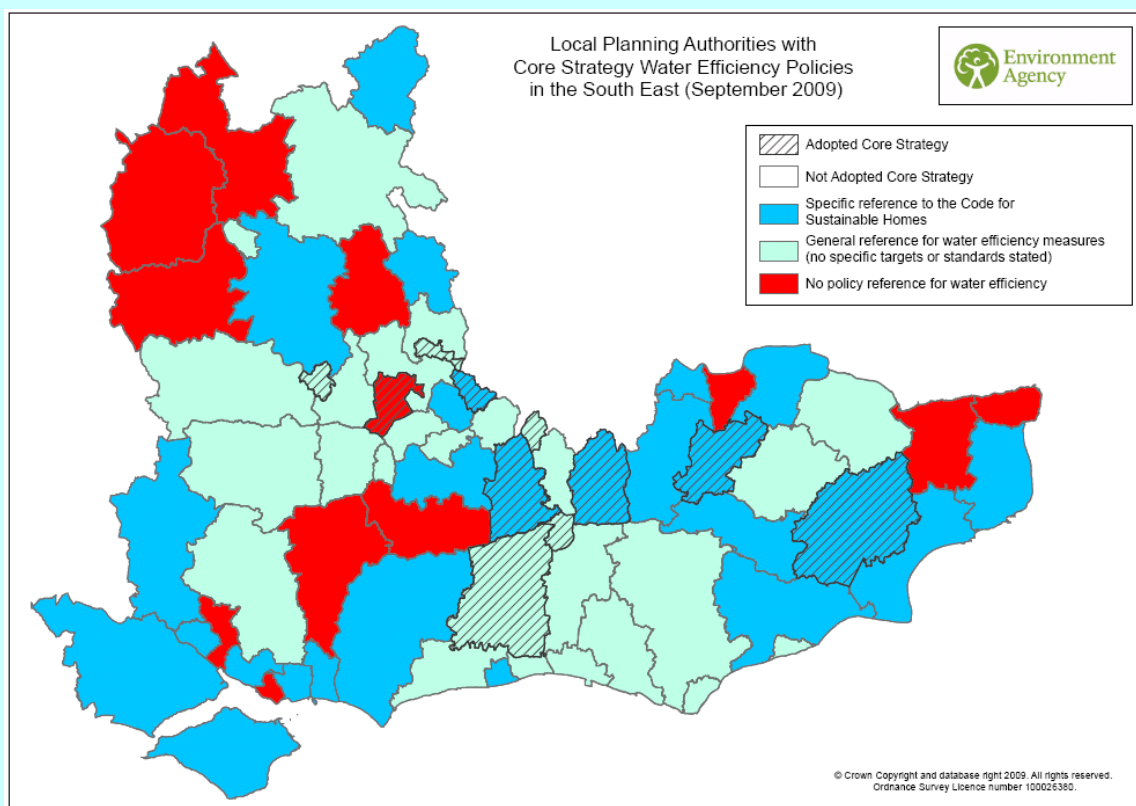 Local Planning Authorities with
Core Strategy Water Efficiency Policies
in the South East (September 2009)
Environment
Agency
Adopted Core Strategy
Not Adopted Core Strategy
Specific reference to the Code for
Sustainable Homes
General reference for water efficiency measures
(no specific targets or standards stated)
No policy reference for water efficiency
© Crown Copyright and database right 2009. All rights reserved.
Ordnance Survey Licence number 100026380.